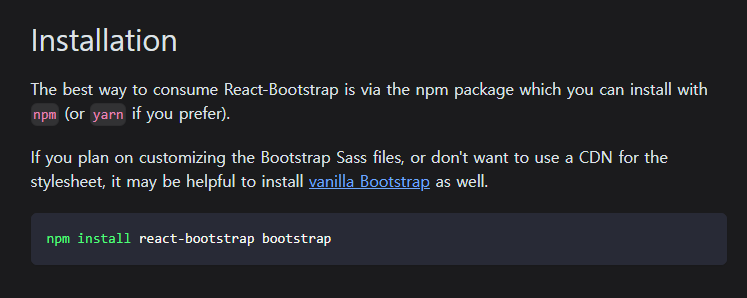 Installation
The best way to consume React-Bootstrap is via the npm package which you can install with
npm (or yarn if you prefer).
If you plan on customizing the Bootstrap Sass files, or don't want to use a CDN for the
stylesheet, it may be helpful to install vanilla Bootstrap as well.
npm install react-bootstrap bootstrap